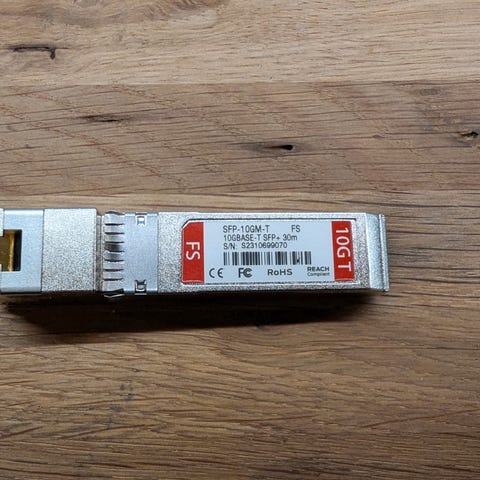 FS
SFP-10GM-T FS
10GBASE-T SFP+ 30m
S/N: S2310699070
CE FC RoHS REACH
Compliant
10G T